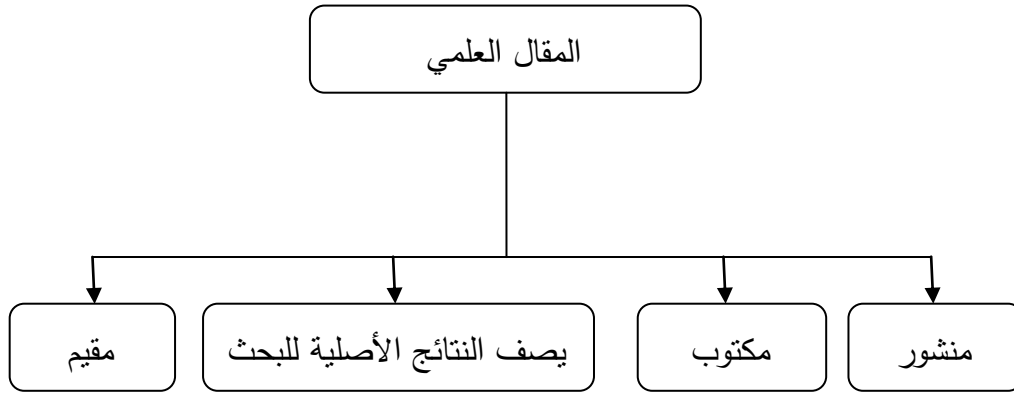 المقال العلمي
منشور
مكتوب
يصف النتائج الأصلية للبحث
مقيم